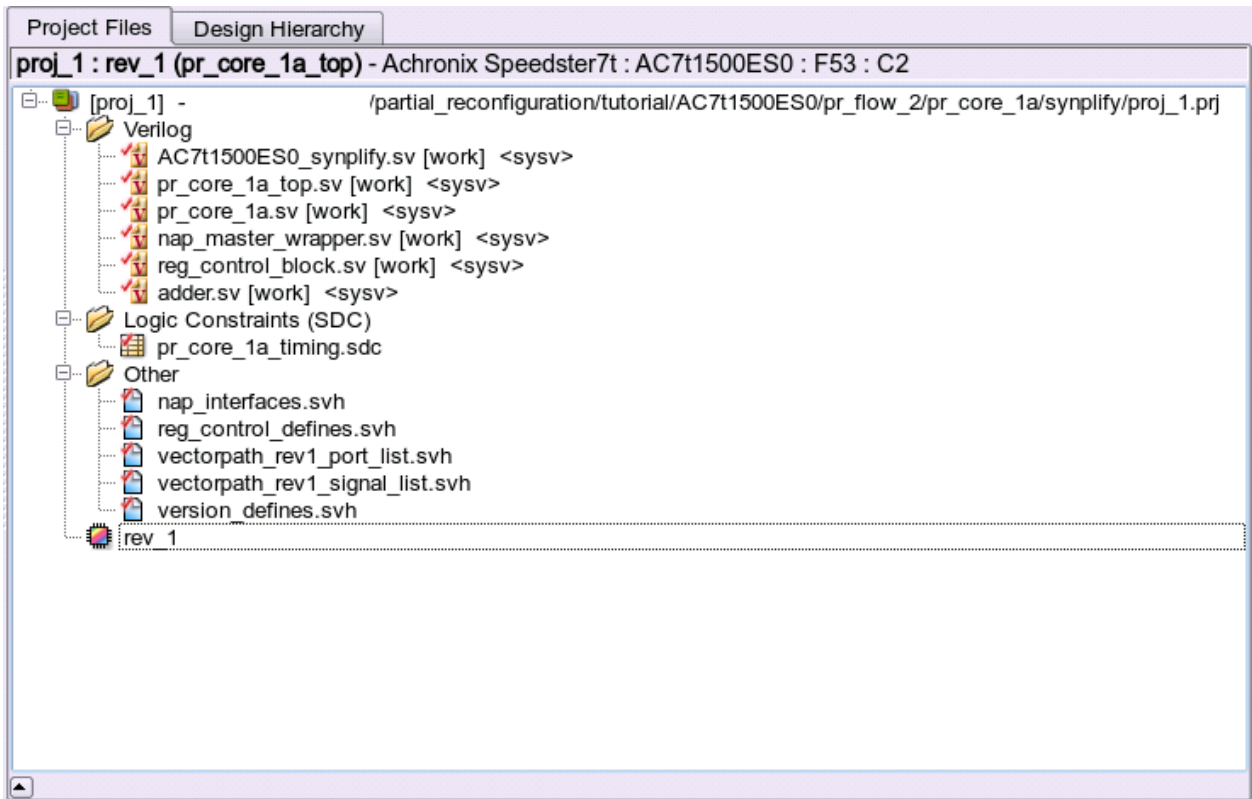 Project Files Design Hierarchy
proj_1 : rev_1 (pr_core_1a_top) - Achronix Speedster7t : AC7t1500ES0 : F53 : C2
[proj_1] - /partial_reconfiguration/tutorial/AC7t1500ES0/pr_flow_2/pr_core_1a/synplify/proj_1.prj
Verilog
AC7t1500ES0_synplify.sv [work] <sysv>
pr_core_1a_top.sv [work] <sysv>
pr_core_1a.sv [work] <sysv>
nap_master_wrapper.sv [work] <sysv>
reg_control_block.sv [work] <sysv>
adder.sv [work] <sysv>
Logic Constraints (SDC)
pr_core_1a_timing.sdc
Other
nap_interfaces.svh
reg_control_defines.svh
vectorpath_rev1_port_list.svh
vectorpath_rev1_signal_list.svh
version_defines.svh
rev_1